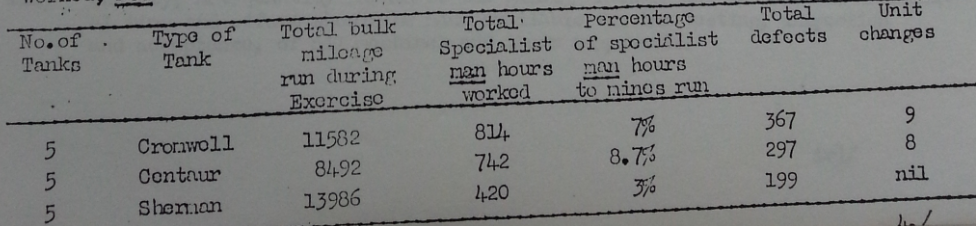 No. of Tanks Type of Tank Total bulk mileage run during Exercise Total Specialist man hours worked Percentage of specialist man hours to mines run Total defects Unit changes
5 Cromwell 11582 814 7% 367 9
5 Centaur 8492 742 8.7% 297 8
5 Sherman 13986 420 3% 199 nil